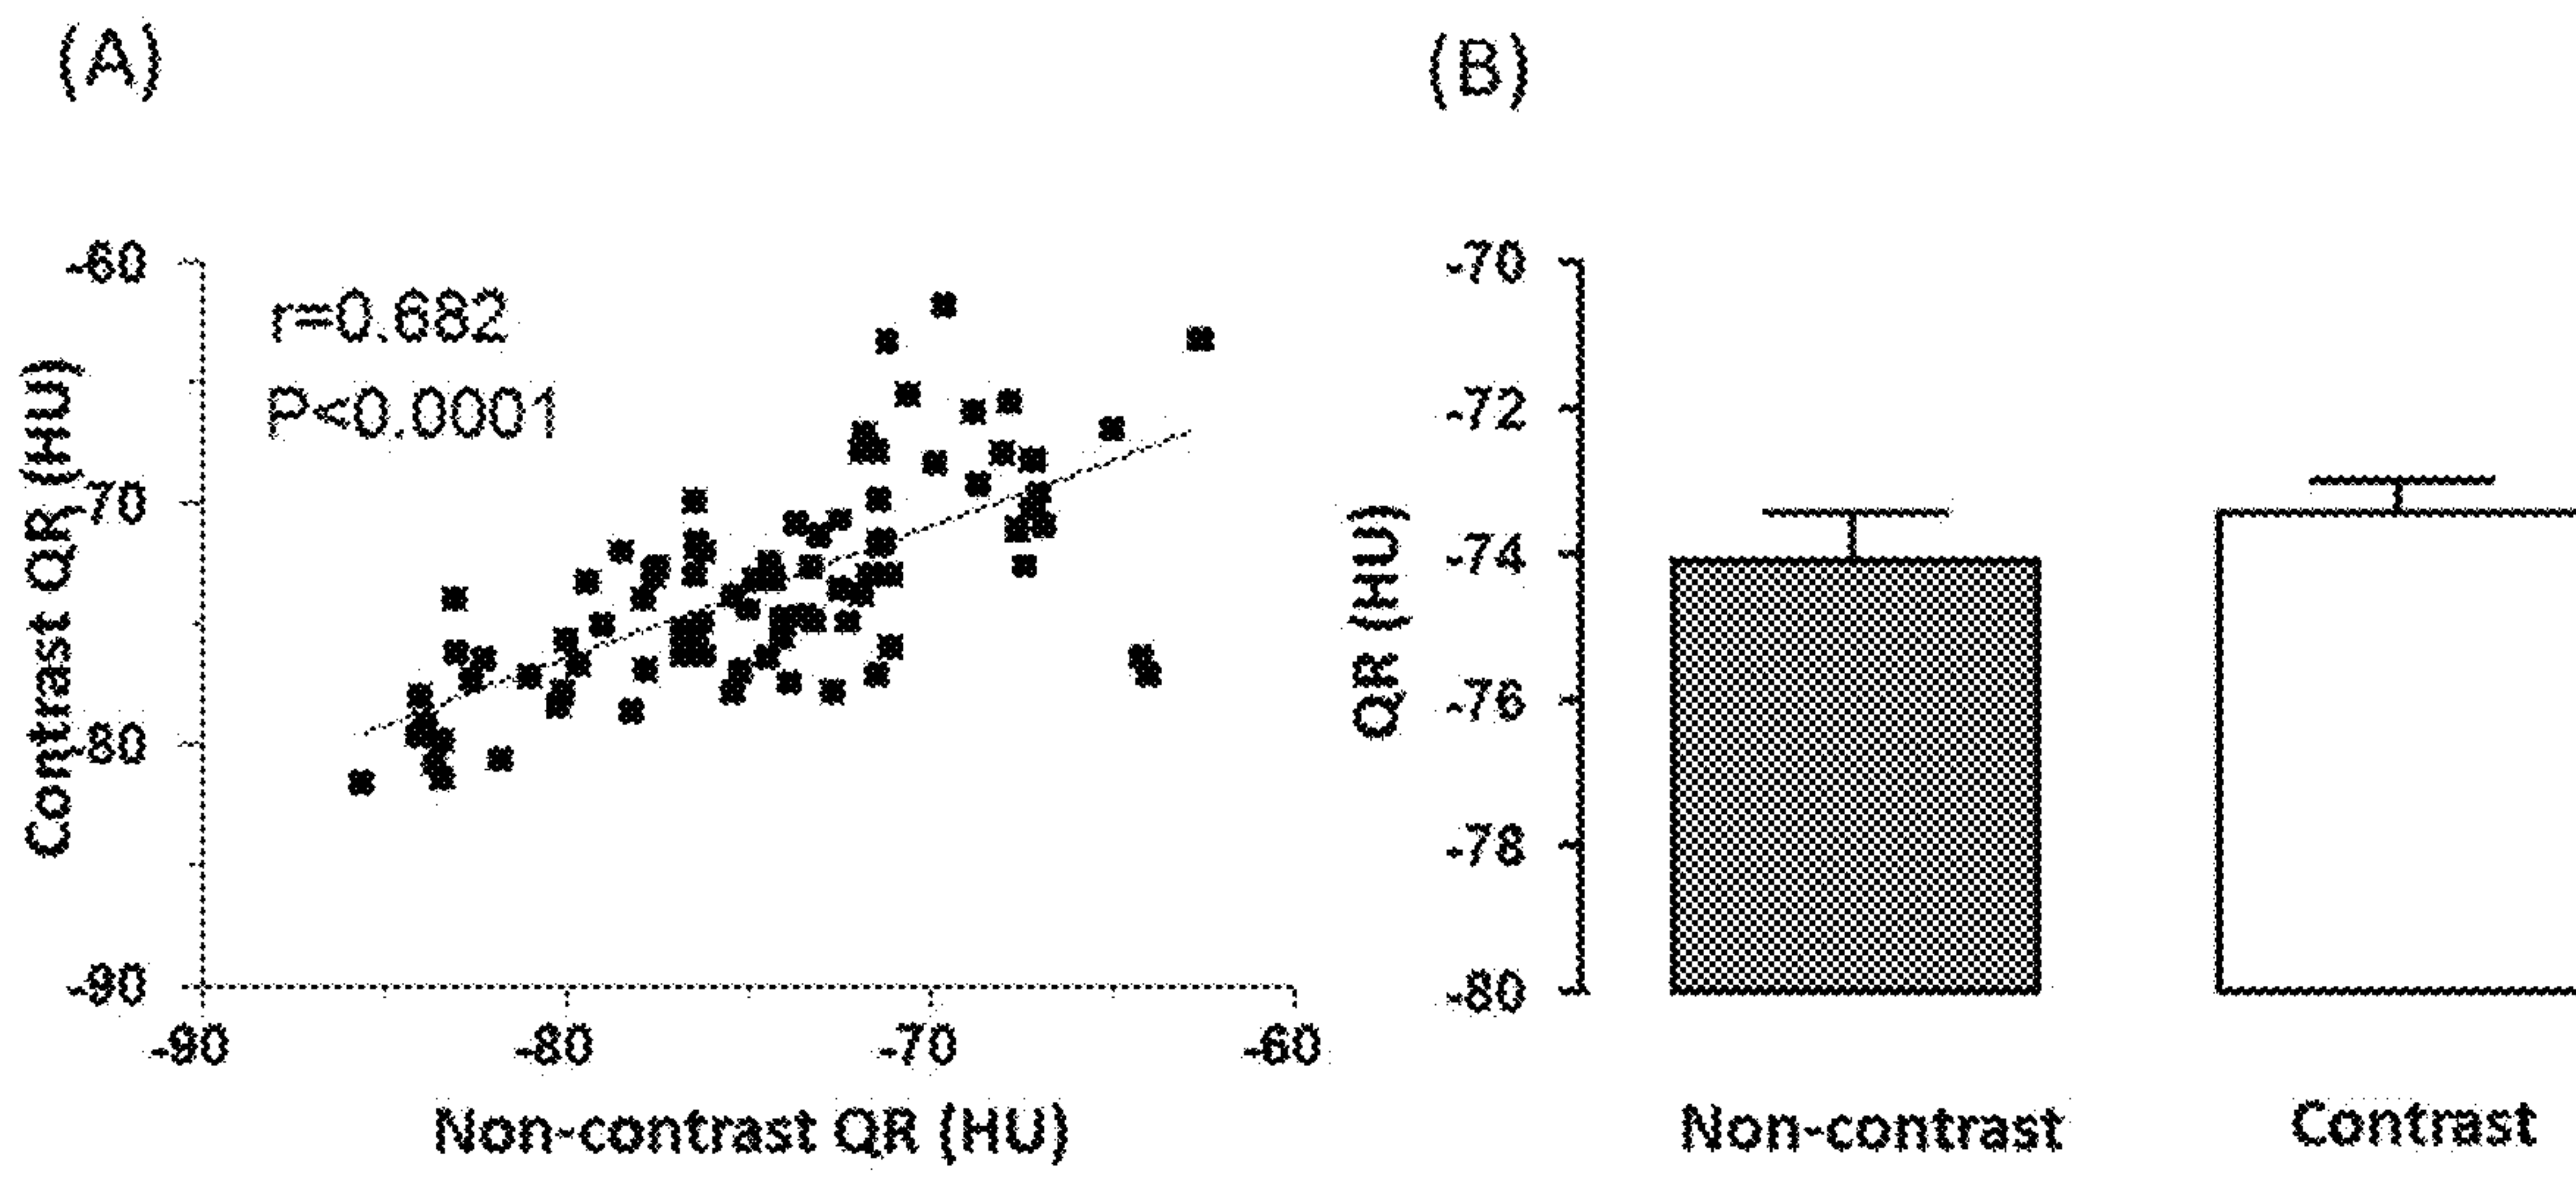 (A)
(B)
-60
-70
-80
-90
Contrast QR (HU)
r=0.682
P<0.0001
-90
-80
-70
-60
Non-contrast QR (HU)
-70
-72
-74
-76
-78
-80
QR (HU)
Non-contrast
Contrast